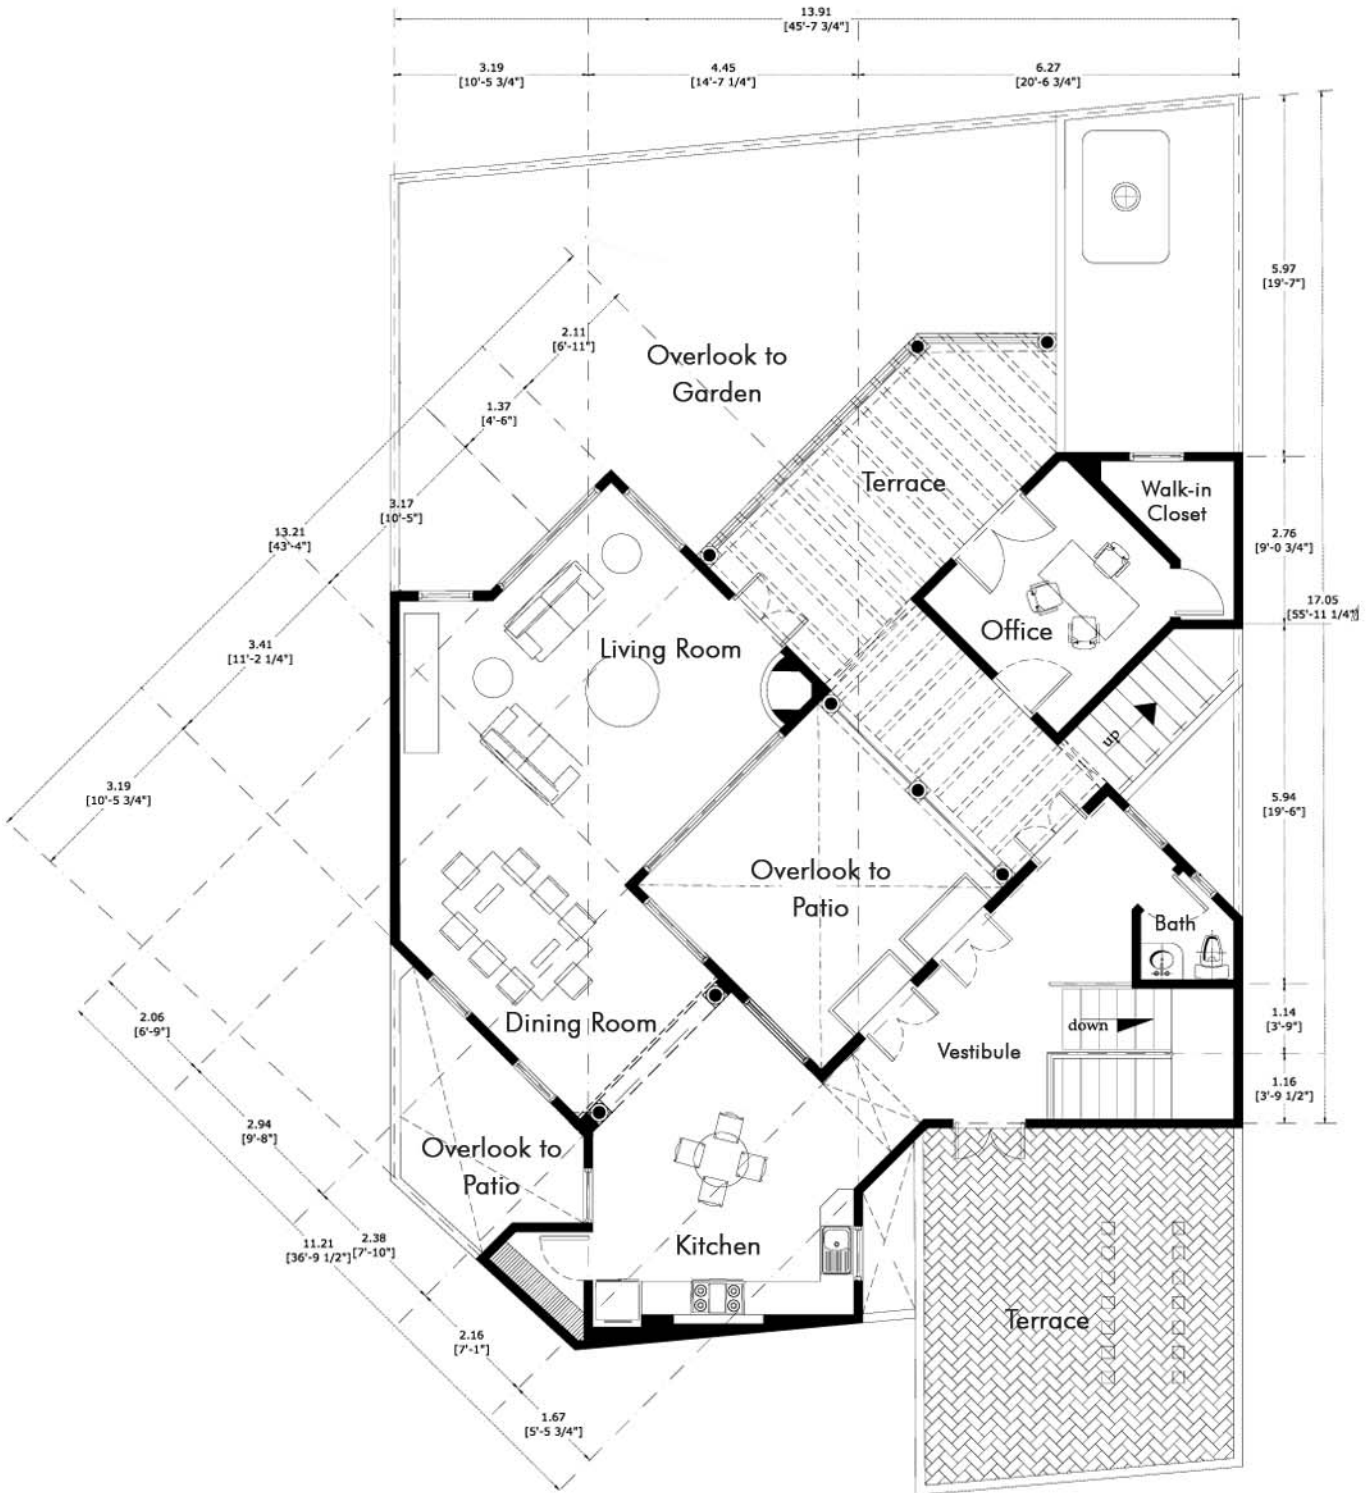 13.91
[45'-7 3/4"]
3.19
[10'-5 3/4"]
4.45
[14'-7 1/4"]
6.27
[20'-6 3/4"]
5.97
[19'-7"]
2.11
[6'-11"]
Overlook to
Garden
1.37
[4'-6"]
Terrace
Walk-in
Closet
3.17
[10'-5"]
13.21
[43'-4"]
2.76
[9'-0 3/4"]
17.05
[55'-11 1/4"]
Office
3.41
[11'-2 1/4"]
Living Room
up
3.19
[10'-5 3/4"]
5.94
[19'-6"]
Overlook to
Patio
Bath
2.06
[6'-9"]
Dining Room
down
1.14
[3'-9"]
Vestibule
1.16
[3'-9 1/2"]
2.94
[9'-8"]
Overlook to
Patio
11.21
[36'-9 1/2"]
2.38
[7'-10"]
Kitchen
Terrace
2.16
[7'-1"]
1.67
[5'-5 3/4"]